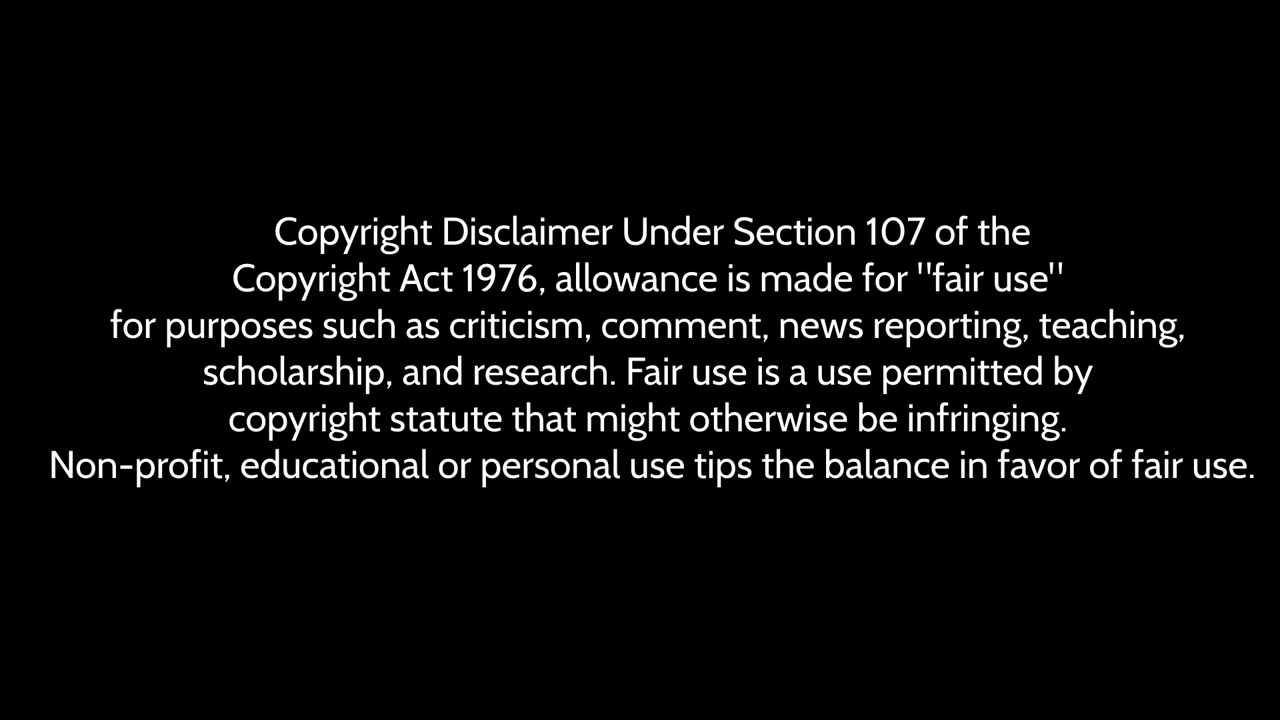 Copyright Disclaimer Under Section 107 of the
Copyright Act 1976, allowance is made for "fair use"
for purposes such as criticism, comment, news reporting, teaching,
scholarship, and research. Fair use is a use permitted by
copyright statute that might otherwise be infringing.
Non-profit, educational or personal use tips the balance in favor of fair use.